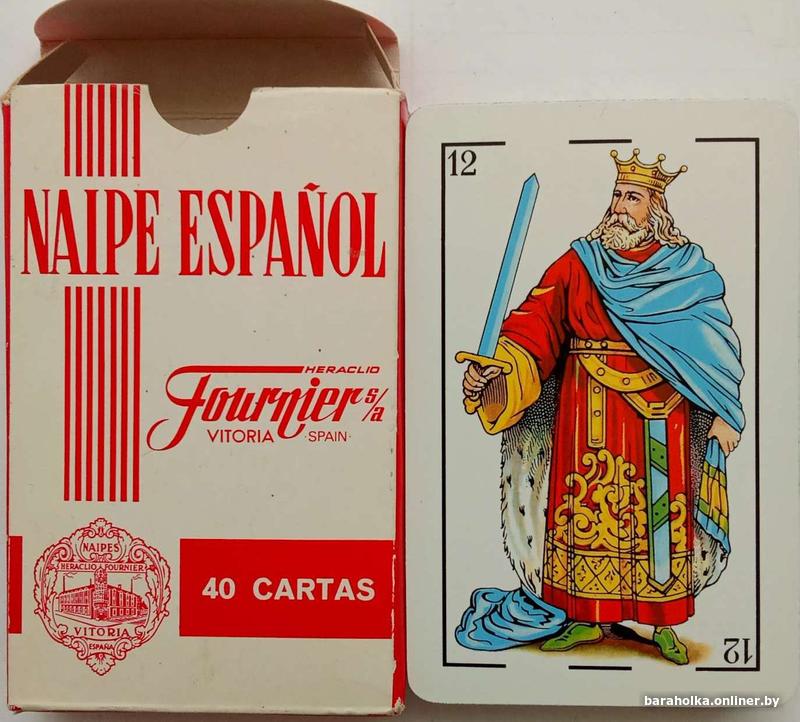 NAIPE ESPAÑOL
HERACLIO
Fournier s/a
VITORIA · SPAIN ·
NAIPES
HERACLIO FOURNIER
VITORIA
ESPAÑA
40 CARTAS
12
12
baraholka.onliner.by